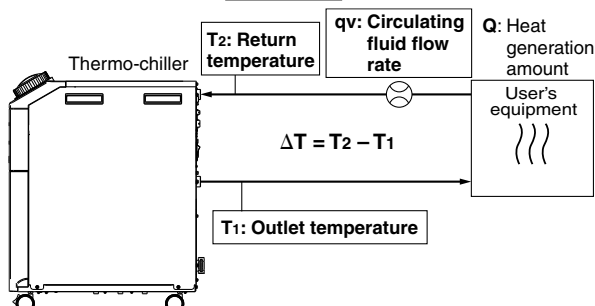 qv: Circulating
fluid flow
rate
Q: Heat
generation
amount
T2: Return
temperature
Thermo-chiller
User's
equipment
ΔT = T2 – T1
T1: Outlet temperature